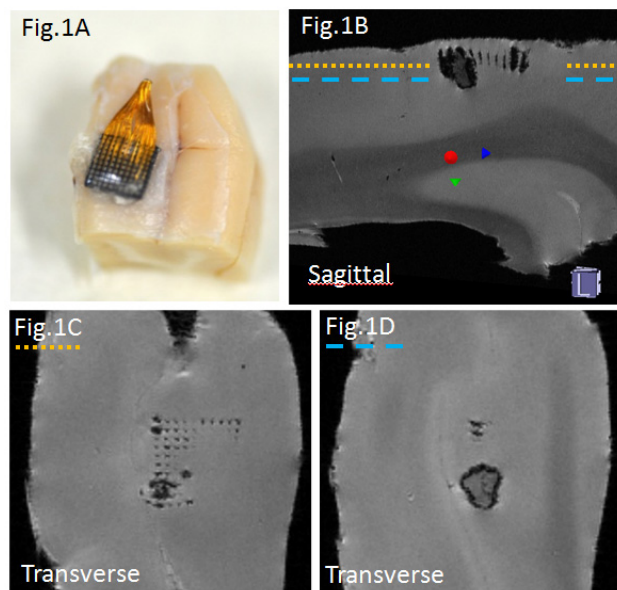 Fig.1A
Fig.1B
Sagittal
L
Fig.1C
Transverse
Fig.1D
Transverse